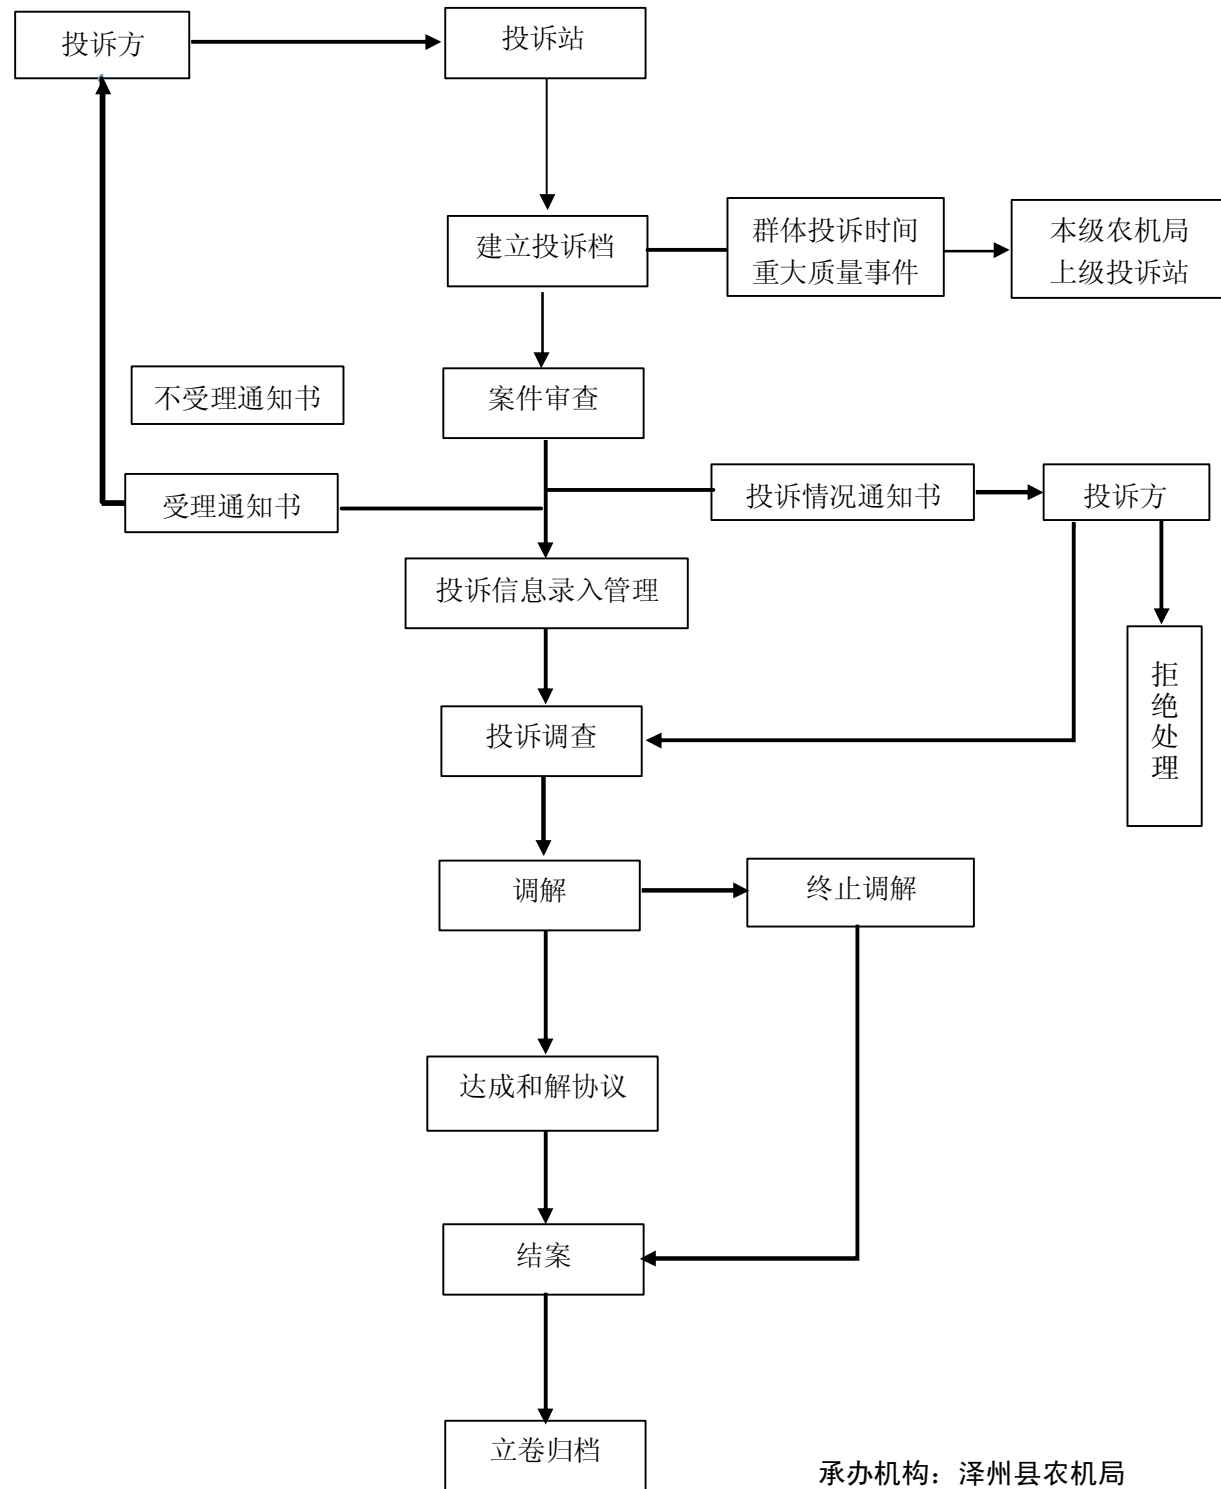 投诉方
投诉站
建立投诉档
群体投诉时间
重大质量事件
本级农机局
上级投诉站
不受理通知书
案件审查
受理通知书
投诉情况通知书
投诉方
投诉信息录入管理
拒绝处理
投诉调查
调解
终止调解
达成和解协议
结案
立卷归档
承办机构：泽州县农机局